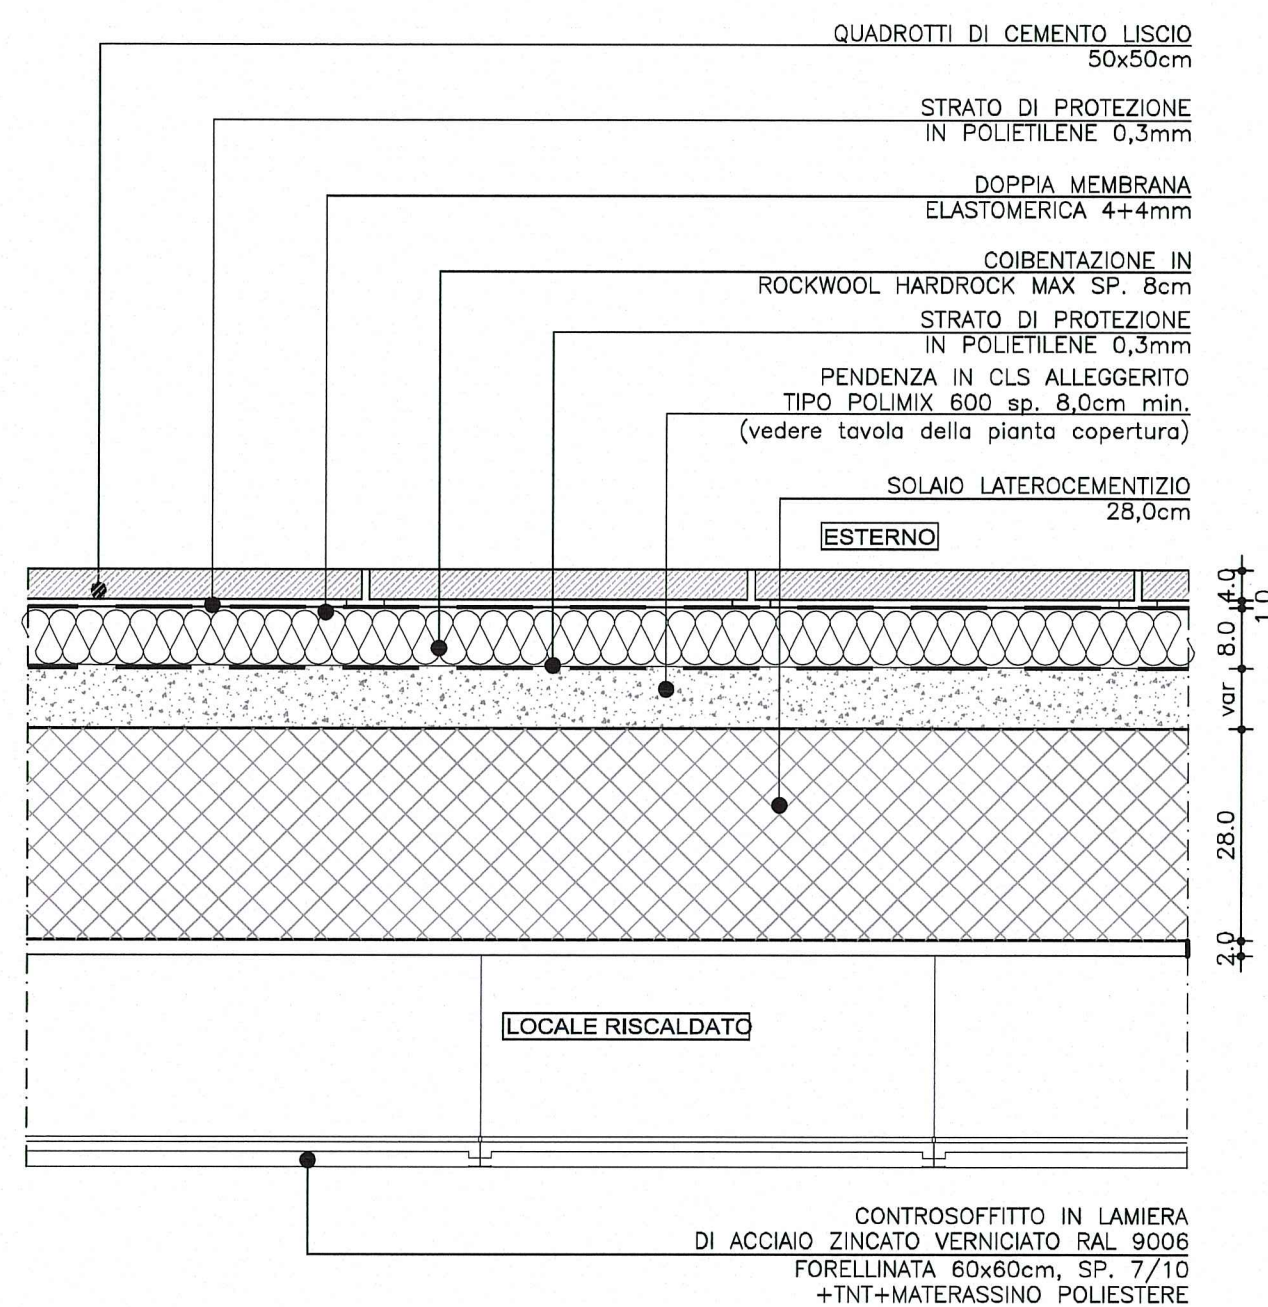 QUADROTTI DI CEMENTO LISCIO
50x50cm
STRATO DI PROTEZIONE
IN POLIETILENE 0,3mm
DOPPIA MEMBRANA
ELASTOMERICA 4+4mm
COIBENTAZIONE IN
ROCKWOOL HARDROCK MAX SP. 8cm
STRATO DI PROTEZIONE
IN POLIETILENE 0,3mm
PENDENZA IN CLS ALLEGGERITO
TIPO POLIMIX 600 sp. 8,0cm min.
(vedere tavola della pianta copertura)
SOLAIO LATEROCEMENTIZIO
28,0cm
ESTERNO
4.0
8.0
var
28.0
2.0
LOCALE RISCALDATO
CONTROSOFFITTO IN LAMIERA
DI ACCIAIO ZINCATO VERNICIATO RAL 9006
FORELLINATA 60x60cm, SP. 7/10
+TNT+MATERASSINO POLIESTERE